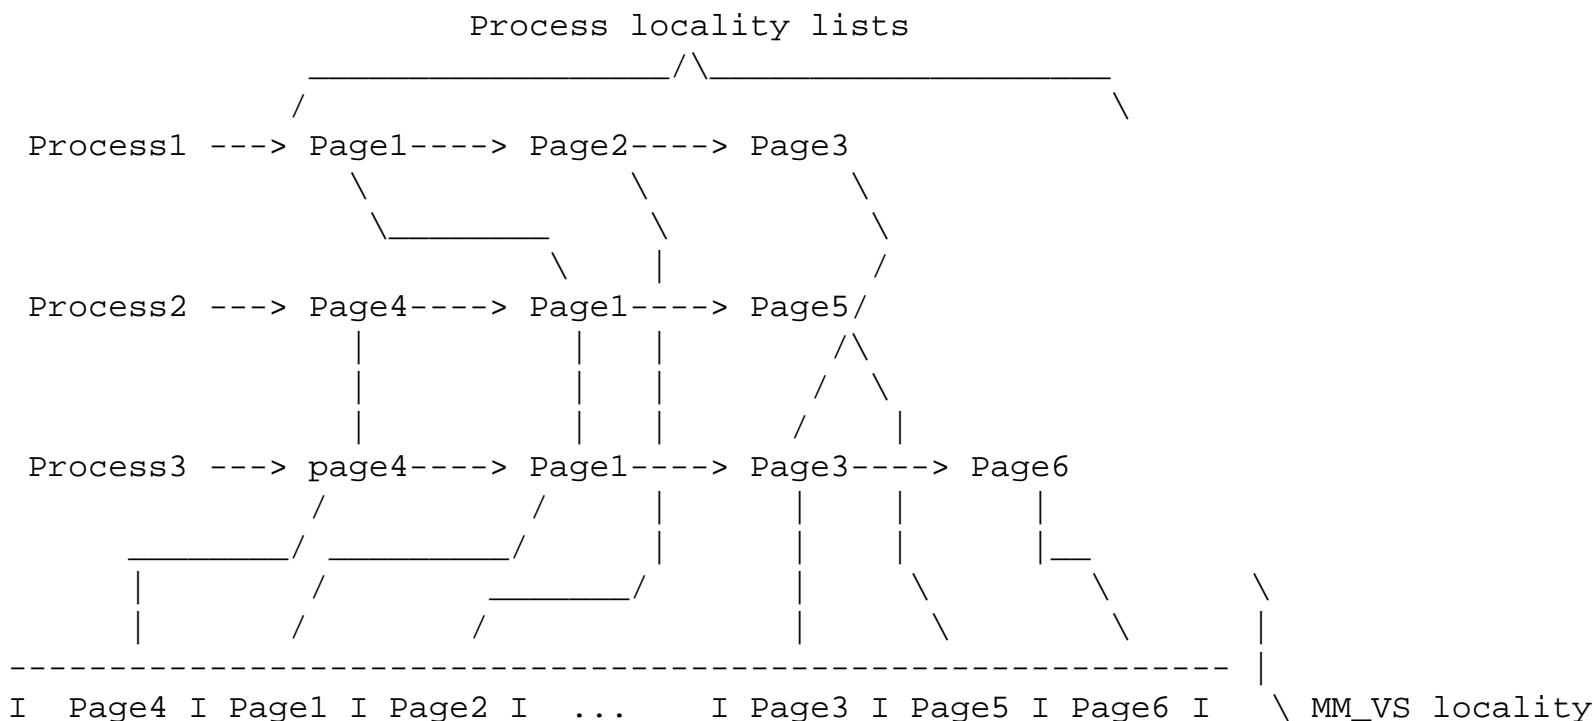 Process locality lists
Process1 ---> Page1----> Page2----> Page3
Process2 ---> Page4----> Page1----> Page5
Process3 ---> page4----> Page1----> Page3----> Page6
I Page4 I Page1 I Page2 I ... I Page3 I Page5 I Page6 I \ MM_VS locality